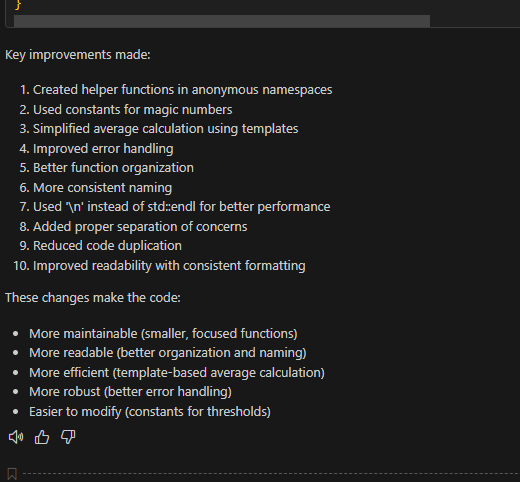 }
Key improvements made:
1. Created helper functions in anonymous namespaces
2. Used constants for magic numbers
3. Simplified average calculation using templates
4. Improved error handling
5. Better function organization
6. More consistent naming
7. Used '\n' instead of std::endl for better performance
8. Added proper separation of concerns
9. Reduced code duplication
10. Improved readability with consistent formatting
These changes make the code:
• More maintainable (smaller, focused functions)
• More readable (better organization and naming)
• More efficient (template-based average calculation)
• More robust (better error handling)
• Easier to modify (constants for thresholds)